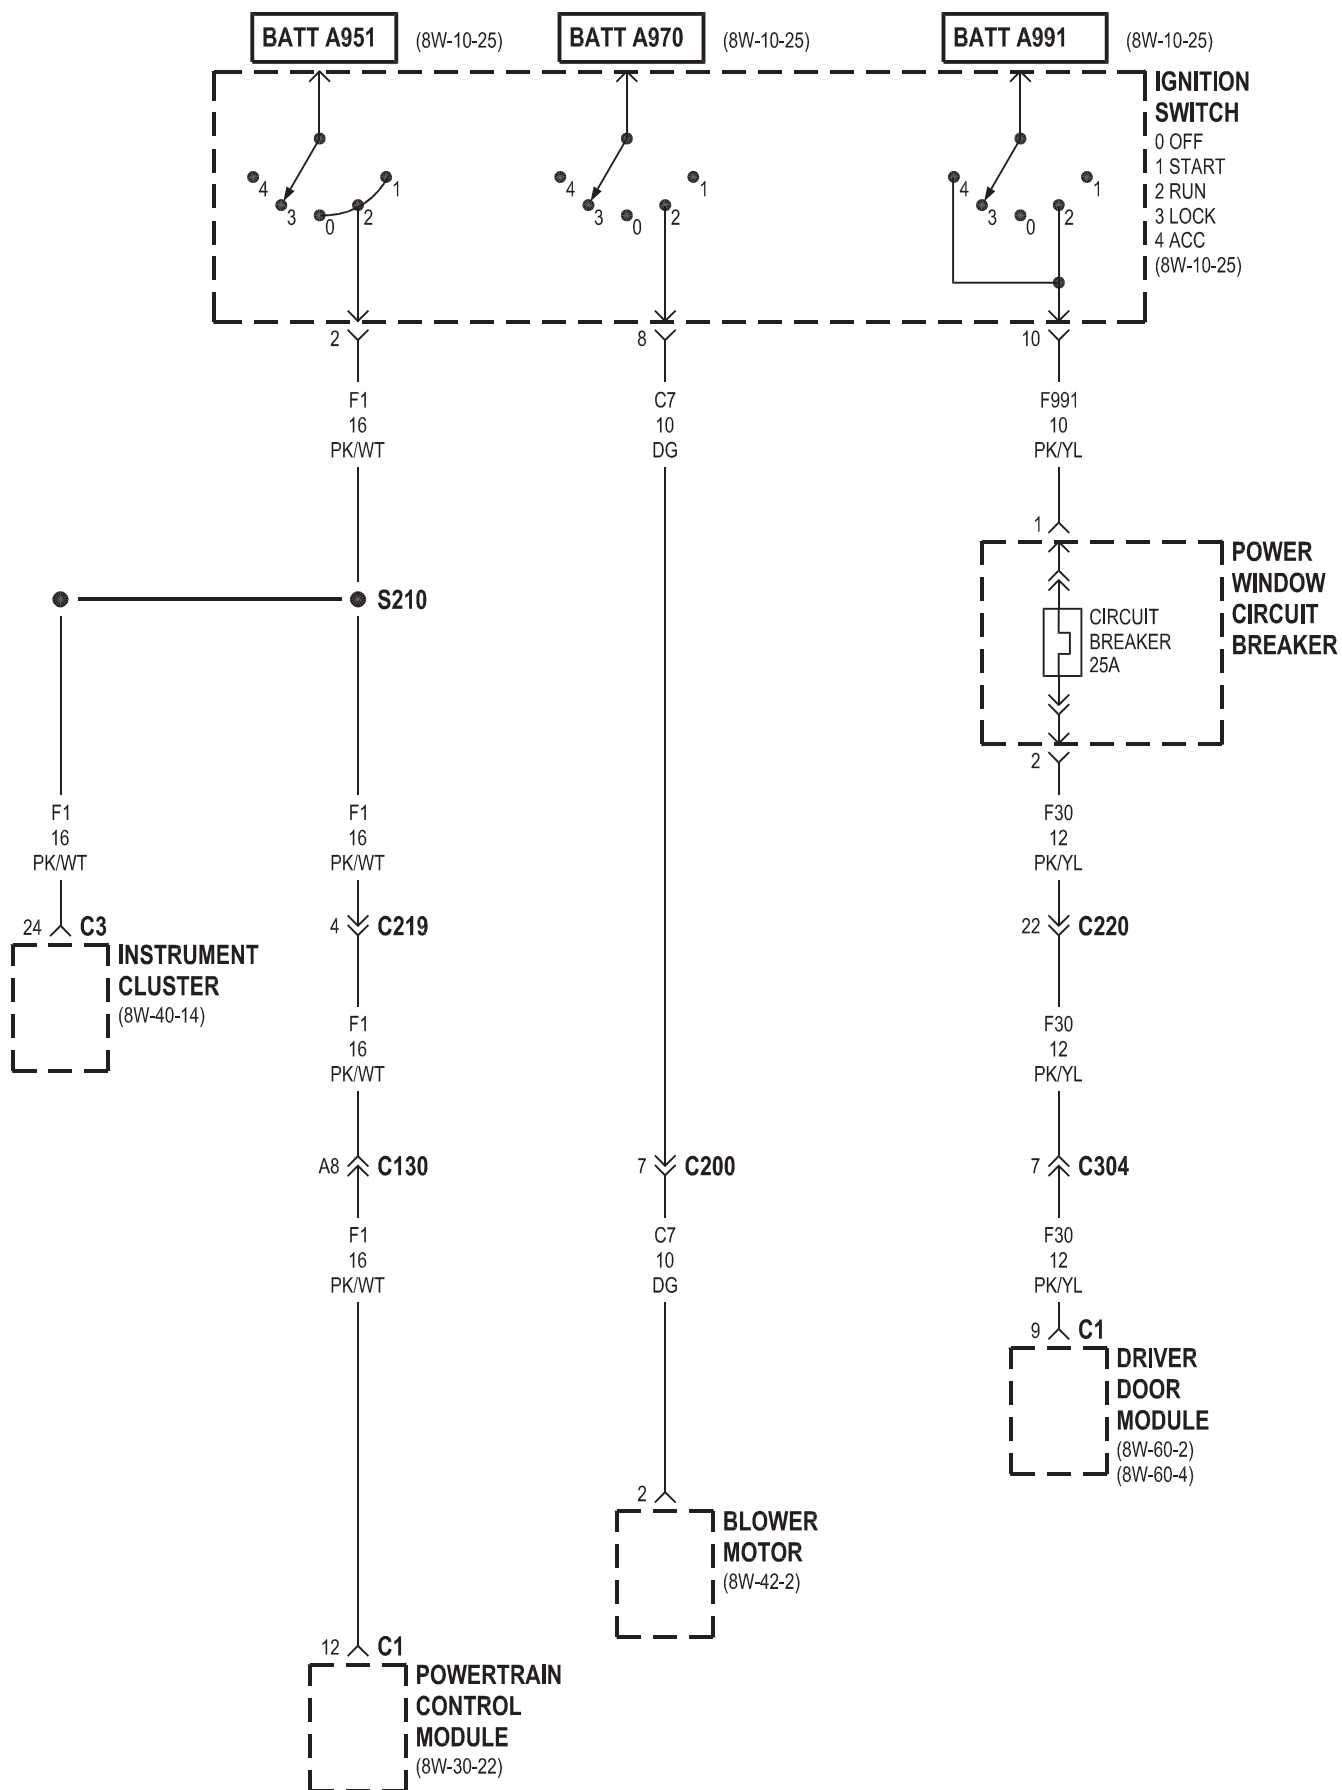 BATT A951 (8W-10-25) BATT A970 (8W-10-25) BATT A991 (8W-10-25)
IGNITION
SWITCH
0 OFF
1 START
2 RUN
3 LOCK
4 ACC
(8W-10-25)
4 3 0 2 1
4 3 0 2 1
4 3 0 2 1
2 8 10
F1 C7 F991
16 10 10
PK/WT DG PK/YL
1
POWER
WINDOW
CIRCUIT
BREAKER
CIRCUIT
BREAKER
25A
S210
2
F1 F1 F30
16 16 12
PK/WT PK/WT PK/YL
24 C3 4 C219 22 C220
INSTRUMENT
CLUSTER
(8W-40-14)
F1 F30
16 12
PK/WT PK/YL
A8 C130 7 C200 7 C304
F1 C7 F30
16 10 12
PK/WT DG PK/YL
9 C1
DRIVER
DOOR
MODULE
(8W-60-2)
(8W-60-4)
2
BLOWER
MOTOR
(8W-42-2)
12 C1
POWERTRAIN
CONTROL
MODULE
(8W-30-22)